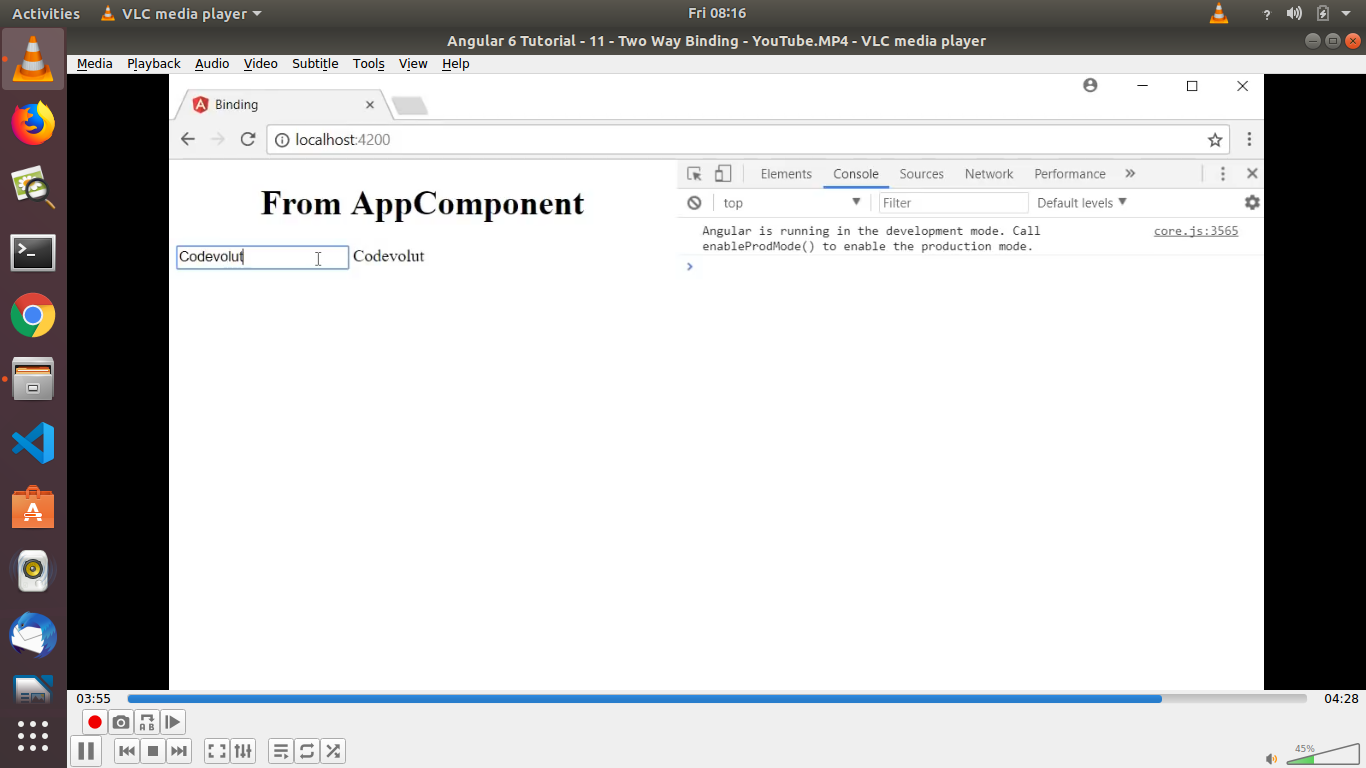 Activities VLC media player Fri 08:16 ?
Angular 6 Tutorial - 11 - Two Way Binding - YouTube.MP4 - VLC media player
Media Playback Audio Video Subtitle Tools View Help
Binding
localhost:4200
Elements Console Sources Network Performance »
top Filter Default levels
From AppComponent
Angular is running in the development mode. Call core.js:3565
enableProdMode() to enable the production mode.
Codevolut Codevolut
03:55 04:28
A B
45%